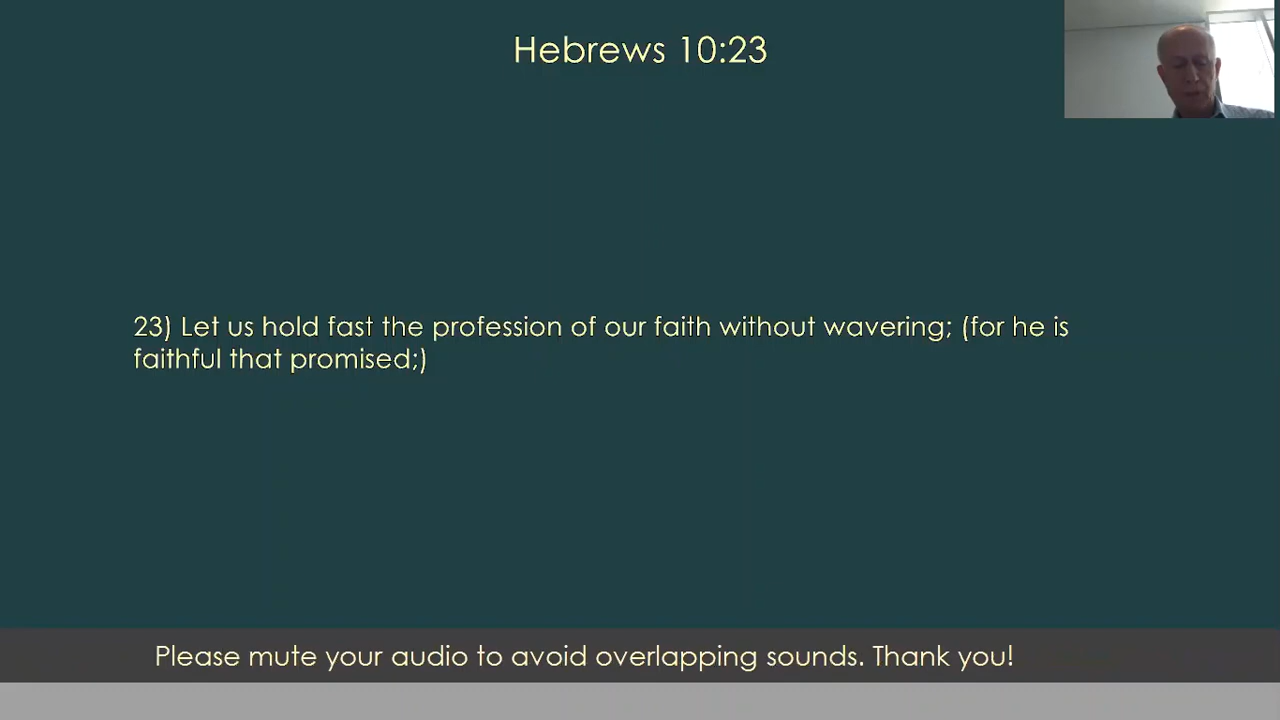 Hebrews 10:23
23) Let us hold fast the profession of our faith without wavering; (for he is
faithful that promised;)
Please mute your audio to avoid overlapping sounds. Thank you!